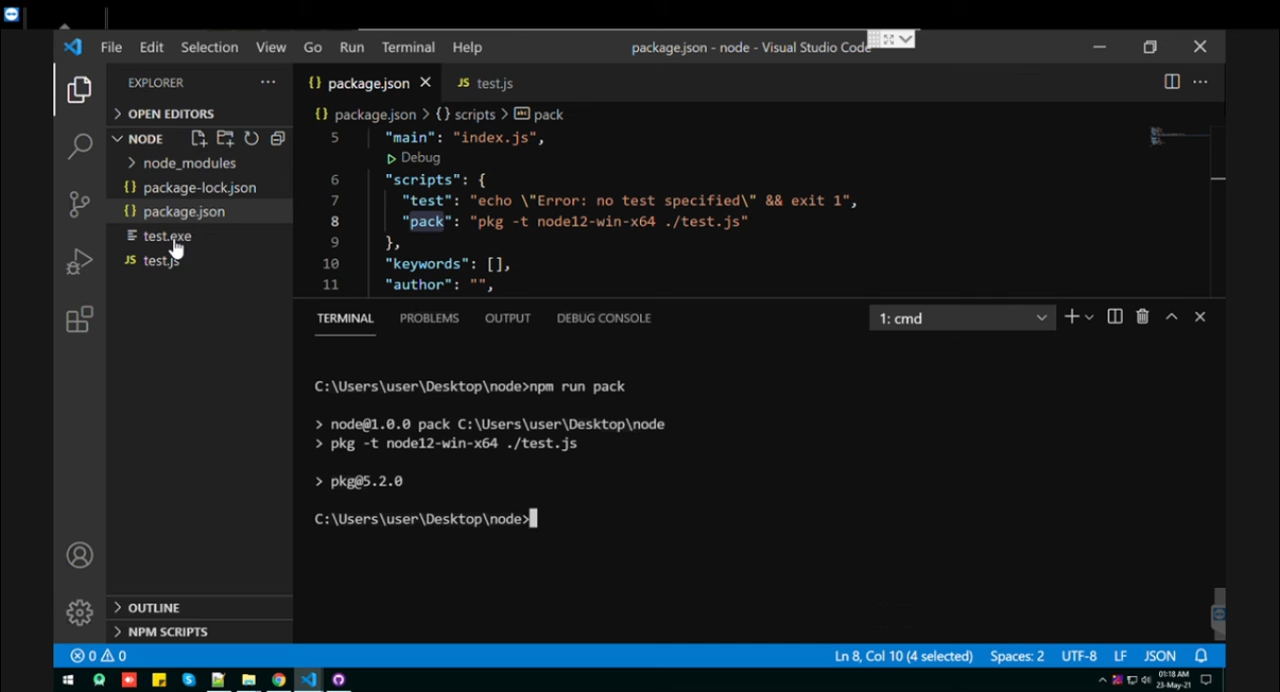 File Edit Selection View Go Run Terminal Help
package.json - node - Visual Studio Code
EXPLORER
OPEN EDITORS
NODE
node_modules
{} package-lock.json
{} package.json
test.exe
JS test.js
OUTLINE
NPM SCRIPTS
{} package.json
JS test.js
{} package.json > {} scripts > abc pack
5 "main": "index.js",
Debug
6 "scripts": {
7 "test": "echo \"Error: no test specified\" && exit 1",
8 "pack": "pkg -t node12-win-x64 ./test.js"
9 },
10 "keywords": [],
11 "author": "",
TERMINAL PROBLEMS OUTPUT DEBUG CONSOLE
1: cmd
C:\Users\user\Desktop\node>npm run pack
> node@1.0.0 pack C:\Users\user\Desktop\node
> pkg -t node12-win-x64 ./test.js
> pkg@5.2.0
C:\Users\user\Desktop\node>
0 0
Ln 8, Col 10 (4 selected) Spaces: 2 UTF-8 LF JSON
01:18 AM
23-May-21